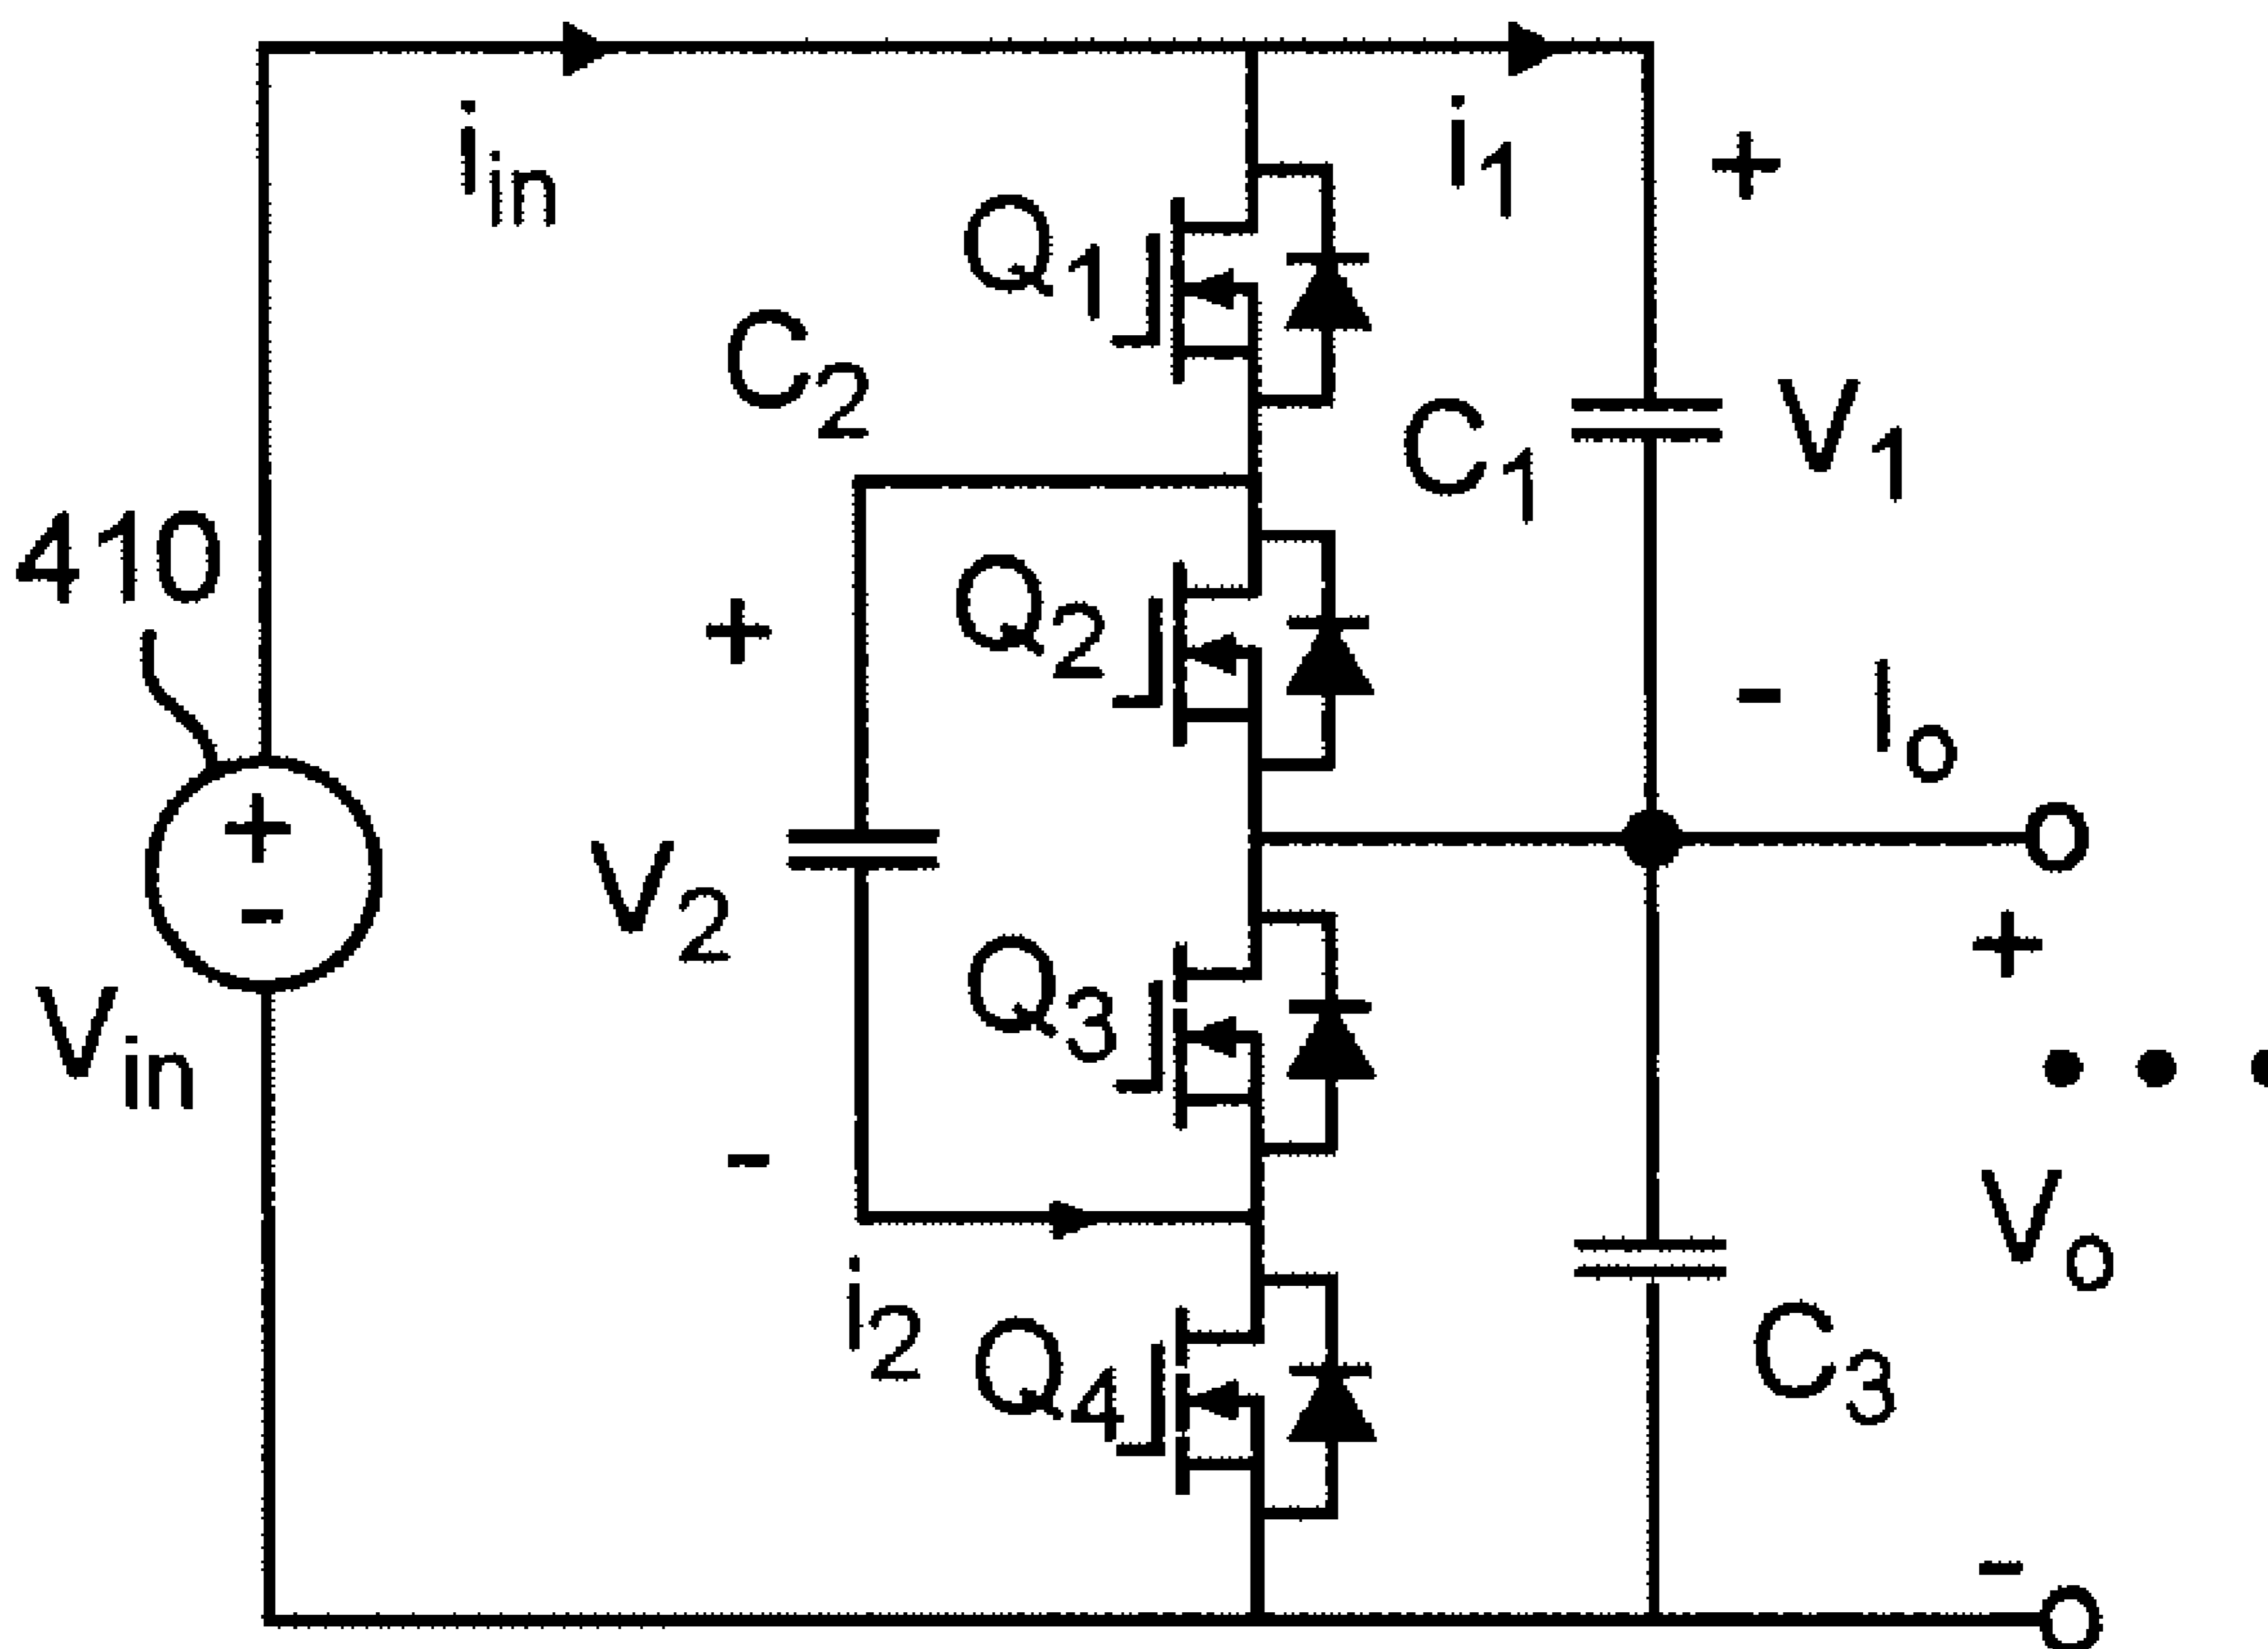 i_in
i_1
+
Q_1
C_2
C_1
V_1
410
+
Q_2
-
I_o
+
-
V_2
V_in
Q_3
+
-
V_o
i_2
Q_4
C_3
-